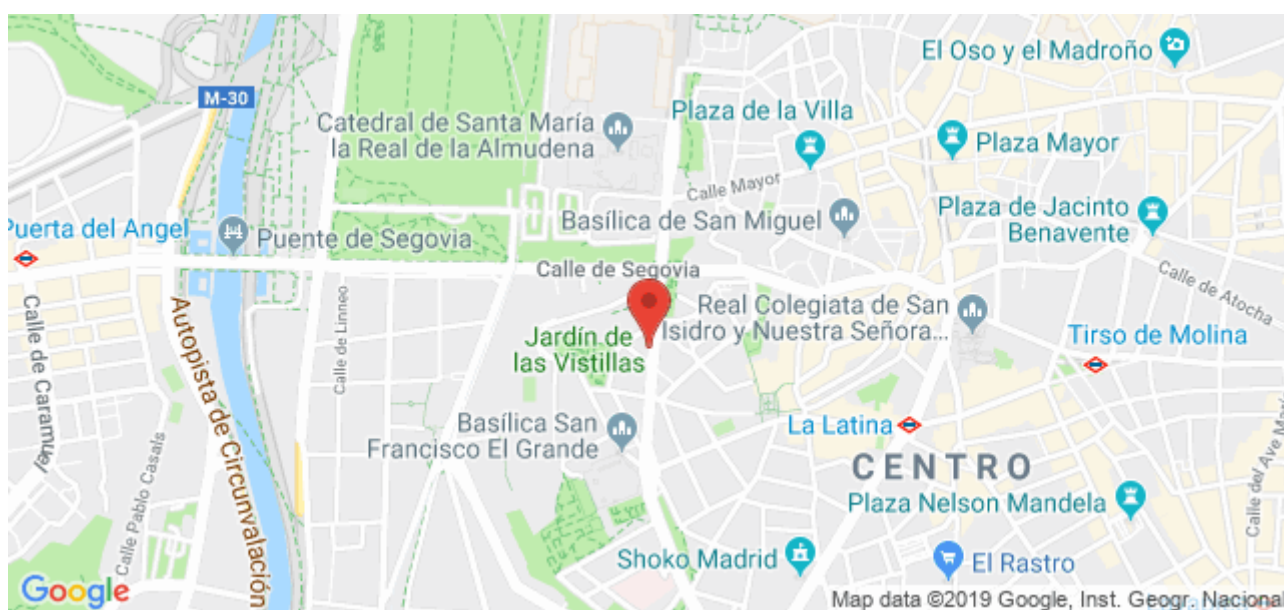 El Oso y el Madroño
M-30
Catedral de Santa María
la Real de la Almudena
Plaza de la Villa
Plaza Mayor
Calle Mayor
Puerta del Angel
Puente de Segovia
Basílica de San Miguel
Plaza de Jacinto
Benavente
Calle de Segovia
Calle de Atocha
Calle de Caramuel
Autopista de Circunvalación
Calle de Linneo
Jardín de
las Vistillas
Real Colegiata de San
Isidro y Nuestra Señora...
Tirso de Molina
Basílica San
Francisco El Grande
La Latina
CENTRO
Calle Pablo Casals
Plaza Nelson Mandela
Calle del Ave Mar
Shoko Madrid
El Rastro
Google
Map data ©2019 Google, Inst. Geogr. Naciona